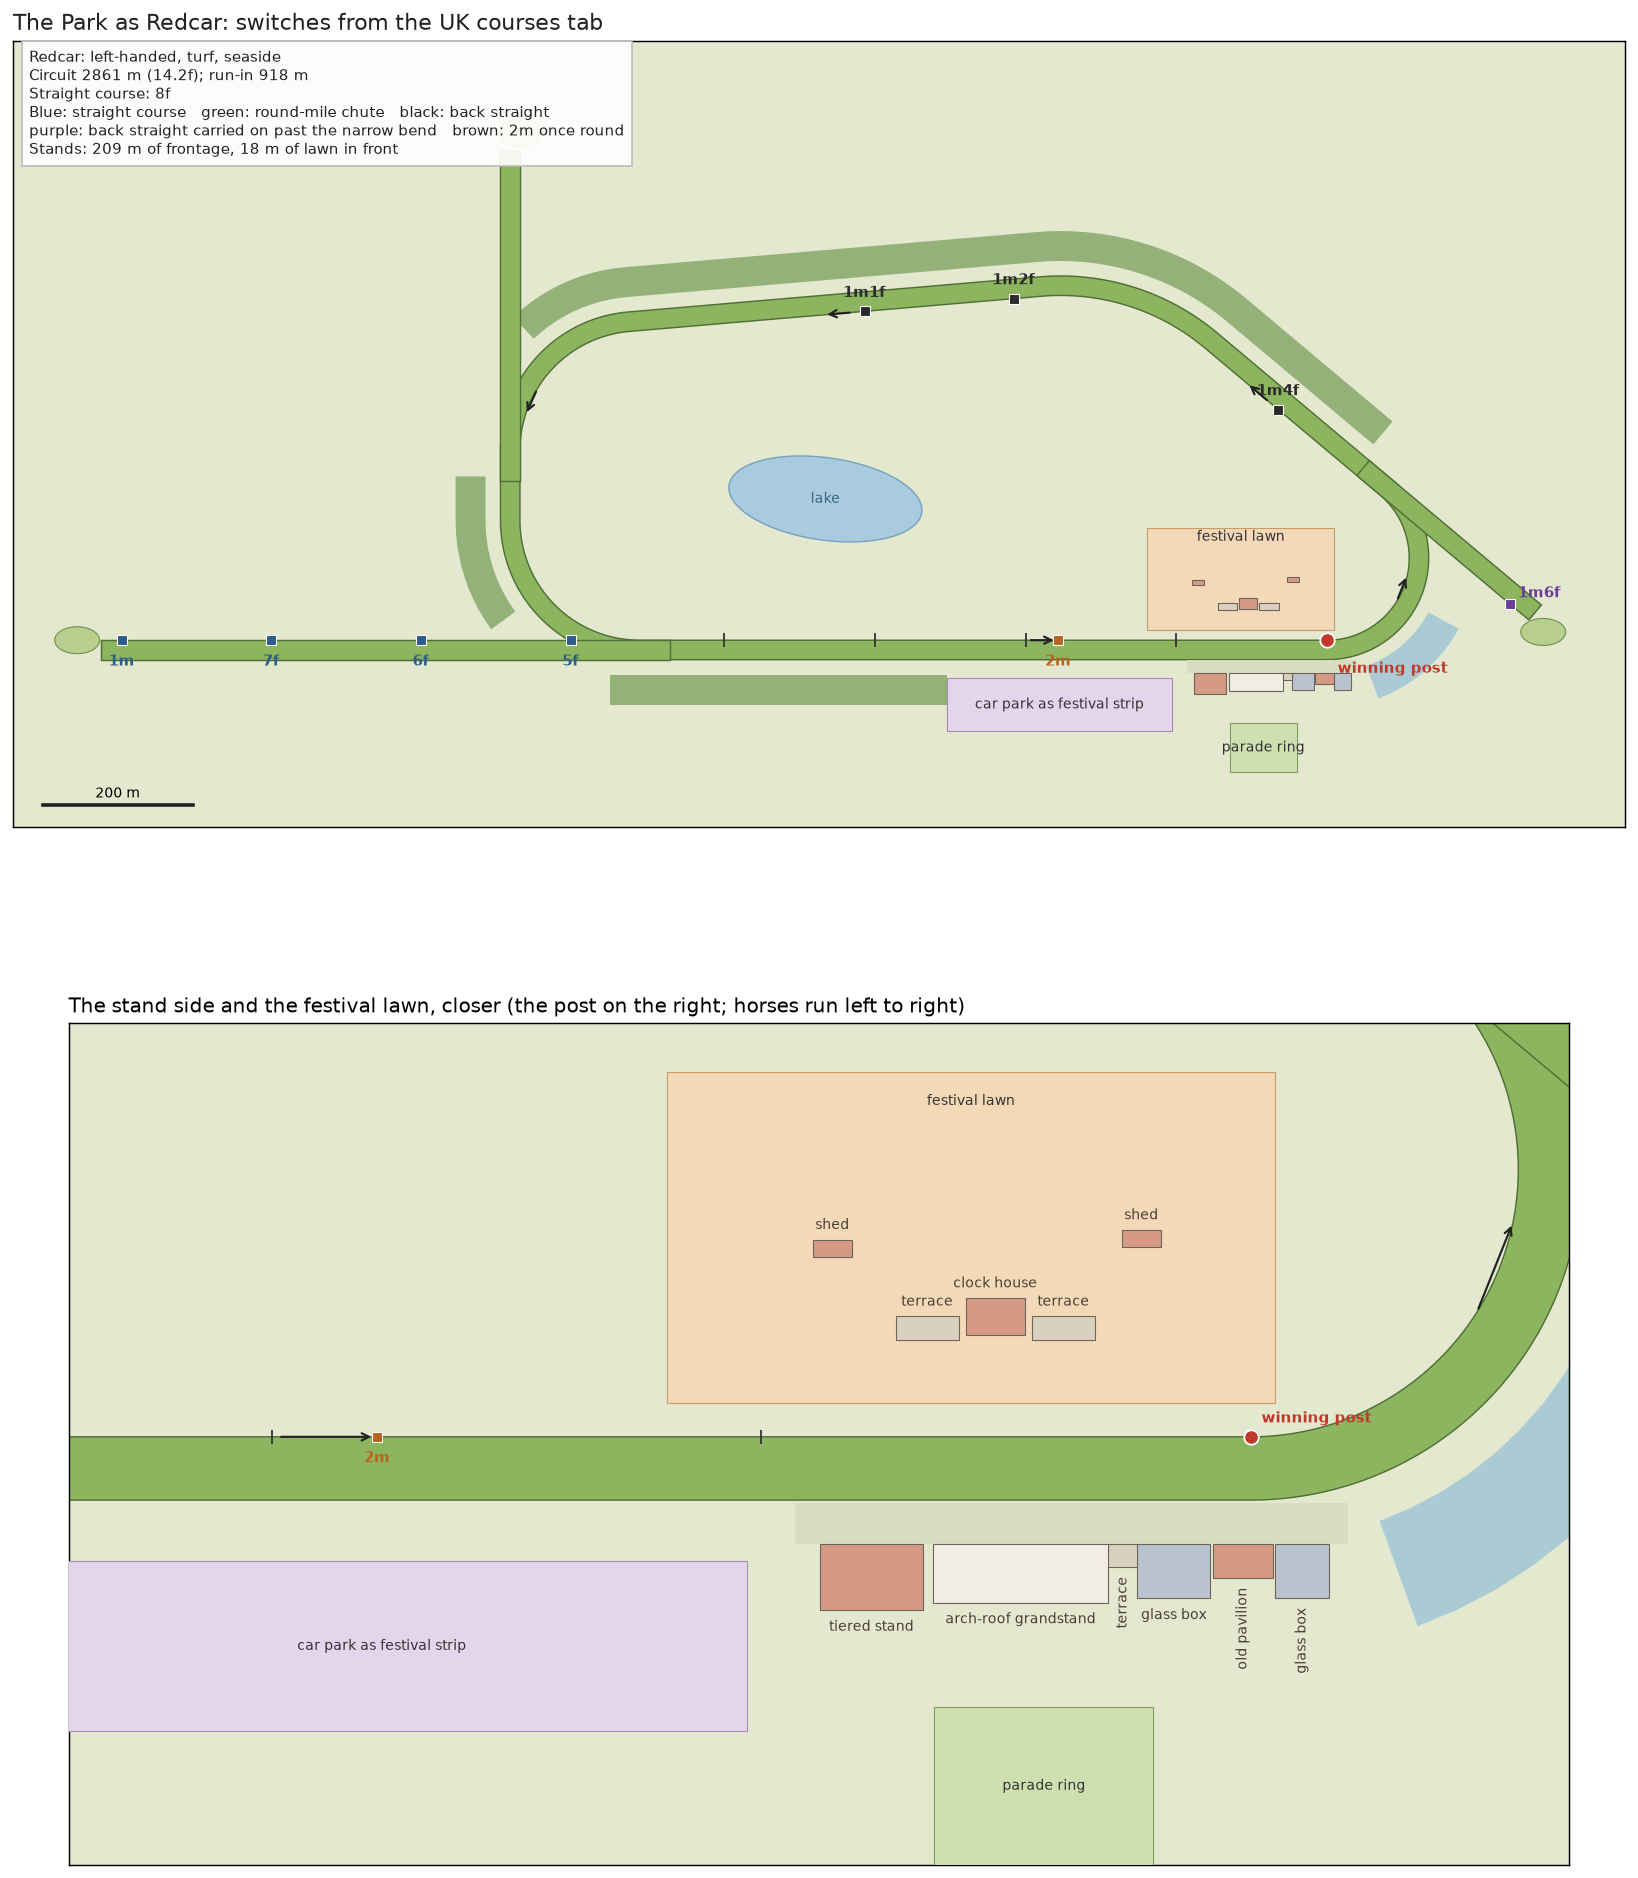 The Park as Redcar: switches from the UK courses tab
Redcar: left-handed, turf, seaside
Circuit 2861 m (14.2f); run-in 918 m
Straight course: 8f
Blue: straight course   green: round-mile chute   black: back straight
purple: back straight carried on past the narrow bend   brown: 2m once round
Stands: 209 m of frontage, 18 m of lawn in front
1m2f
1m1f
1m4f
lake
festival lawn
1m6f
1m
7f
6f
5f
2m
winning post
car park as festival strip
parade ring
200 m
The stand side and the festival lawn, closer (the post on the right; horses run left to right)
festival lawn
shed
shed
clock house
terrace
terrace
winning post
2m
tiered stand
arch-roof grandstand
terrace
glass box
old pavilion
glass box
car park as festival strip
parade ring